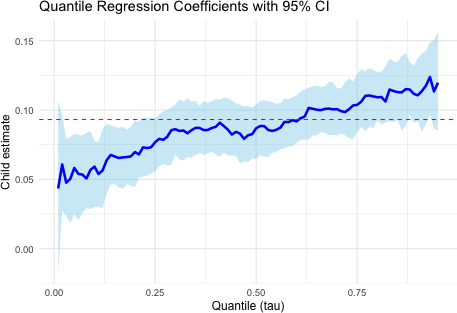 Quantile Regression Coefficients with 95% CI
0.15
0.10
0.05
0.00
Child estimate
0.00 0.25 0.50 0.75
Quantile (tau)